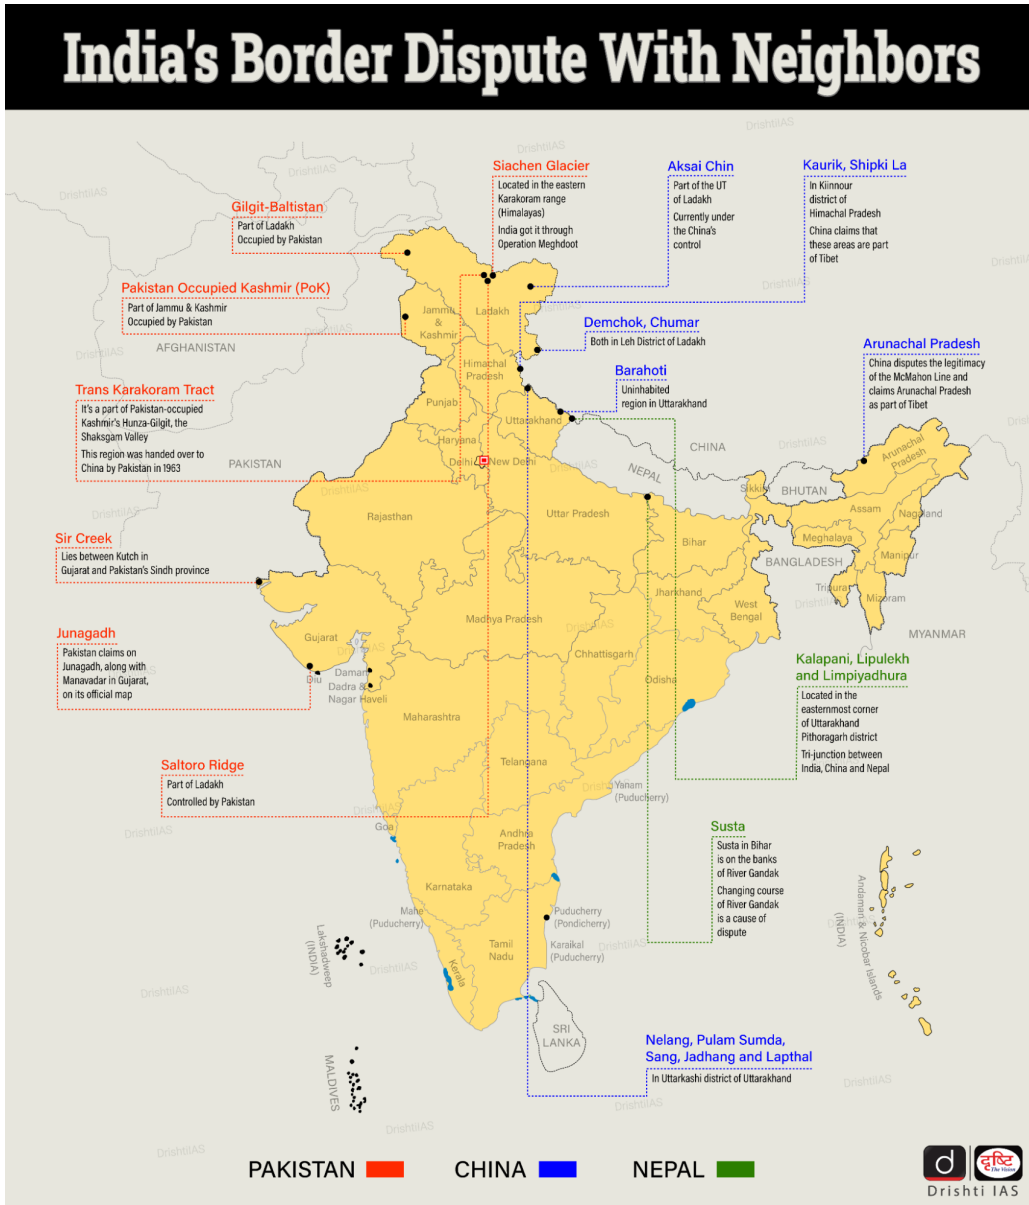 India's Border Dispute With Neighbors
Siachen Glacier
Located in the eastern
Karakoram range
(Himalayas)
India got it through
Operation Meghdoot
Aksai Chin
Part of the UT
of Ladakh
Currently under
the China's
control
Kaurik, Shipki La
In Kiinnour
district of
Himachal Pradesh
China claims that
these areas are part
of Tibet
Gilgit-Baltistan
Part of Ladakh
Occupied by Pakistan
Pakistan Occupied Kashmir (PoK)
Part of Jammu & Kashmir
Occupied by Pakistan
Demchok, Chumar
Both in Leh District of Ladakh
Barahoti
Uninhabited
region in Uttarakhand
Arunachal Pradesh
China disputes the legitimacy
of the McMahon Line and
claims Arunachal Pradesh
as part of Tibet
Trans Karakoram Tract
It's a part of Pakistan-occupied
Kashmir's Hunza-Gilgit, the
Shaksgam Valley
This region was handed over to
China by Pakistan in 1963
Sir Creek
Lies between Kutch in
Gujarat and Pakistan's Sindh province
Junagadh
Pakistan claims on
Junagadh, along with
Manavadar in Gujarat,
on its official map
Saltoro Ridge
Part of Ladakh
Controlled by Pakistan
Kalapani, Lipulekh
and Limpiyadhura
Located in the
easternmost corner
of Uttarakhand
Pithoragarh district
Tri-junction between
India, China and Nepal
Susta
Susta in Bihar
is on the banks
of River Gandak
Changing course
of River Gandak
is a cause of
dispute
Nelang, Pulam Sumda,
Sang, Jadhang and Lapthal
In Uttarkashi district of Uttarakhand
AFGHANISTAN
PAKISTAN
CHINA
NEPAL
BHUTAN
BANGLADESH
MYANMAR
SRI
LANKA
MALDIVES
Lakshadweep
(INDIA)
Andaman & Nicobar Islands
(INDIA)
Jammu
&
Kashmir
Ladakh
Himachal
Pradesh
Punjab
Uttarakhand
Haryana
Delhi
New Delhi
Rajasthan
Uttar Pradesh
Bihar
Sikkim
Arunachal
Pradesh
Assam
Nagaland
Meghalaya
Manipur
Tripura
Mizoram
Jharkhand
West
Bengal
Madhya Pradesh
Chhattisgarh
Odisha
Gujarat
Diu
Daman
Dadra &
Nagar Haveli
Maharashtra
Telangana
Yanam
(Puducherry)
Goa
Andhra
Pradesh
Karnataka
Mahe
(Puducherry)
Puducherry
(Pondicherry)
Karaikal
(Puducherry)
Tamil
Nadu
Kerala
PAKISTAN
CHINA
NEPAL
d
दृष्टि
The Vision
Drishti IAS
DrishtiIAS